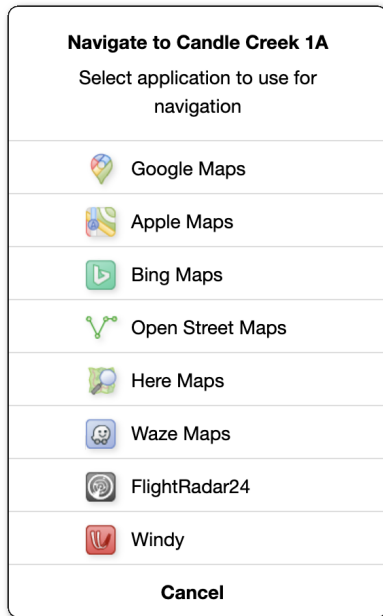 Navigate to Candle Creek 1A
Select application to use for
navigation
Google Maps
Apple Maps
Bing Maps
Open Street Maps
Here Maps
Waze Maps
FlightRadar24
Windy
Cancel